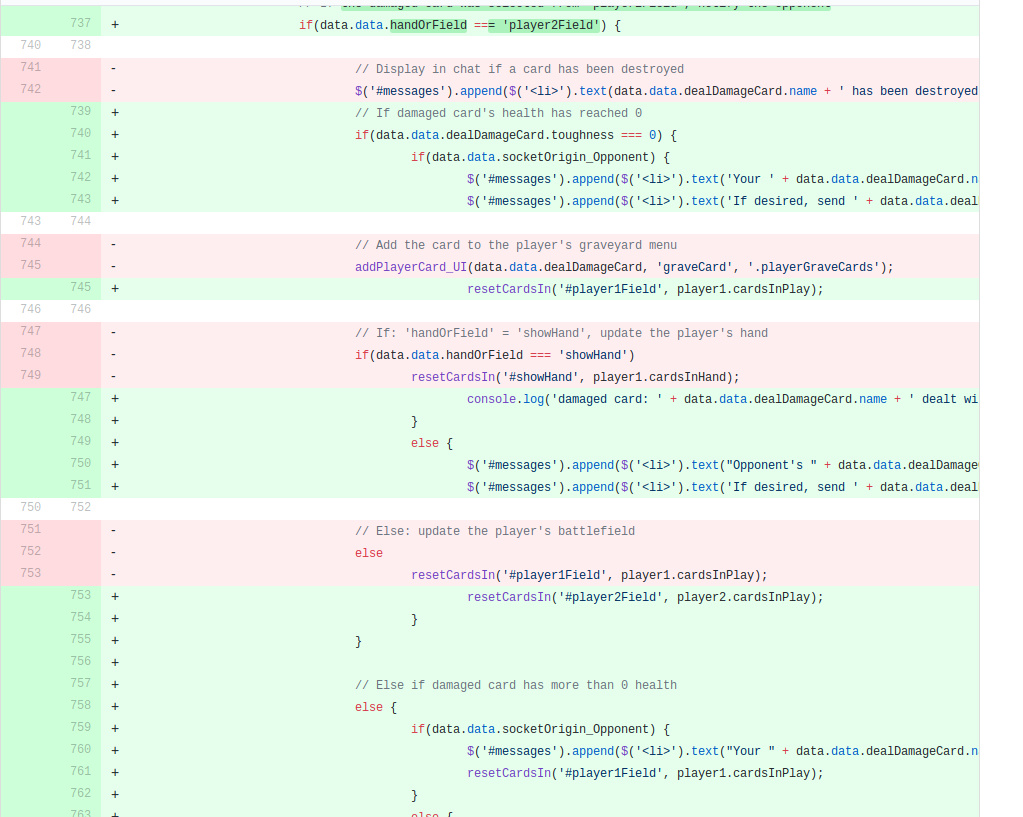 737 + if(data.data.handOrField === 'player2Field') {
740 738
741 - // Display in chat if a card has been destroyed
742 - $('#messages').append($('<li>').text(data.data.dealDamageCard.name + ' has been destroyed
739 + // If damaged card's health has reached 0
740 + if(data.data.dealDamageCard.toughness === 0) {
741 + if(data.data.socketOrigin_Opponent) {
742 + $('#messages').append($('<li>').text('Your ' + data.data.dealDamageCard.n
743 + $('#messages').append($('<li>').text('If desired, send ' + data.data.deal
743 744
744 - // Add the card to the player's graveyard menu
745 - addPlayerCard_UI(data.data.dealDamageCard, 'graveCard', '.playerGraveCards');
745 + resetCardsIn('#player1Field', player1.cardsInPlay);
746 746
747 - // If: 'handOrField' = 'showHand', update the player's hand
748 - if(data.data.handOrField === 'showHand')
749 - resetCardsIn('#showHand', player1.cardsInHand);
747 + console.log('damaged card: ' + data.data.dealDamageCard.name + ' dealt wi
748 + }
749 + else {
750 + $('#messages').append($('<li>').text("Opponent's " + data.data.dealDamage
751 + $('#messages').append($('<li>').text('If desired, send ' + data.data.deal
750 752
751 - // Else: update the player's battlefield
752 - else
753 - resetCardsIn('#player1Field', player1.cardsInPlay);
753 + resetCardsIn('#player2Field', player2.cardsInPlay);
754 + }
755 + }
756 +
757 + // Else if damaged card has more than 0 health
758 + else {
759 + if(data.data.socketOrigin_Opponent) {
760 + $('#messages').append($('<li>').text("Your " + data.data.dealDamageCard.n
761 + resetCardsIn('#player1Field', player1.cardsInPlay);
762 + }
763 + else {